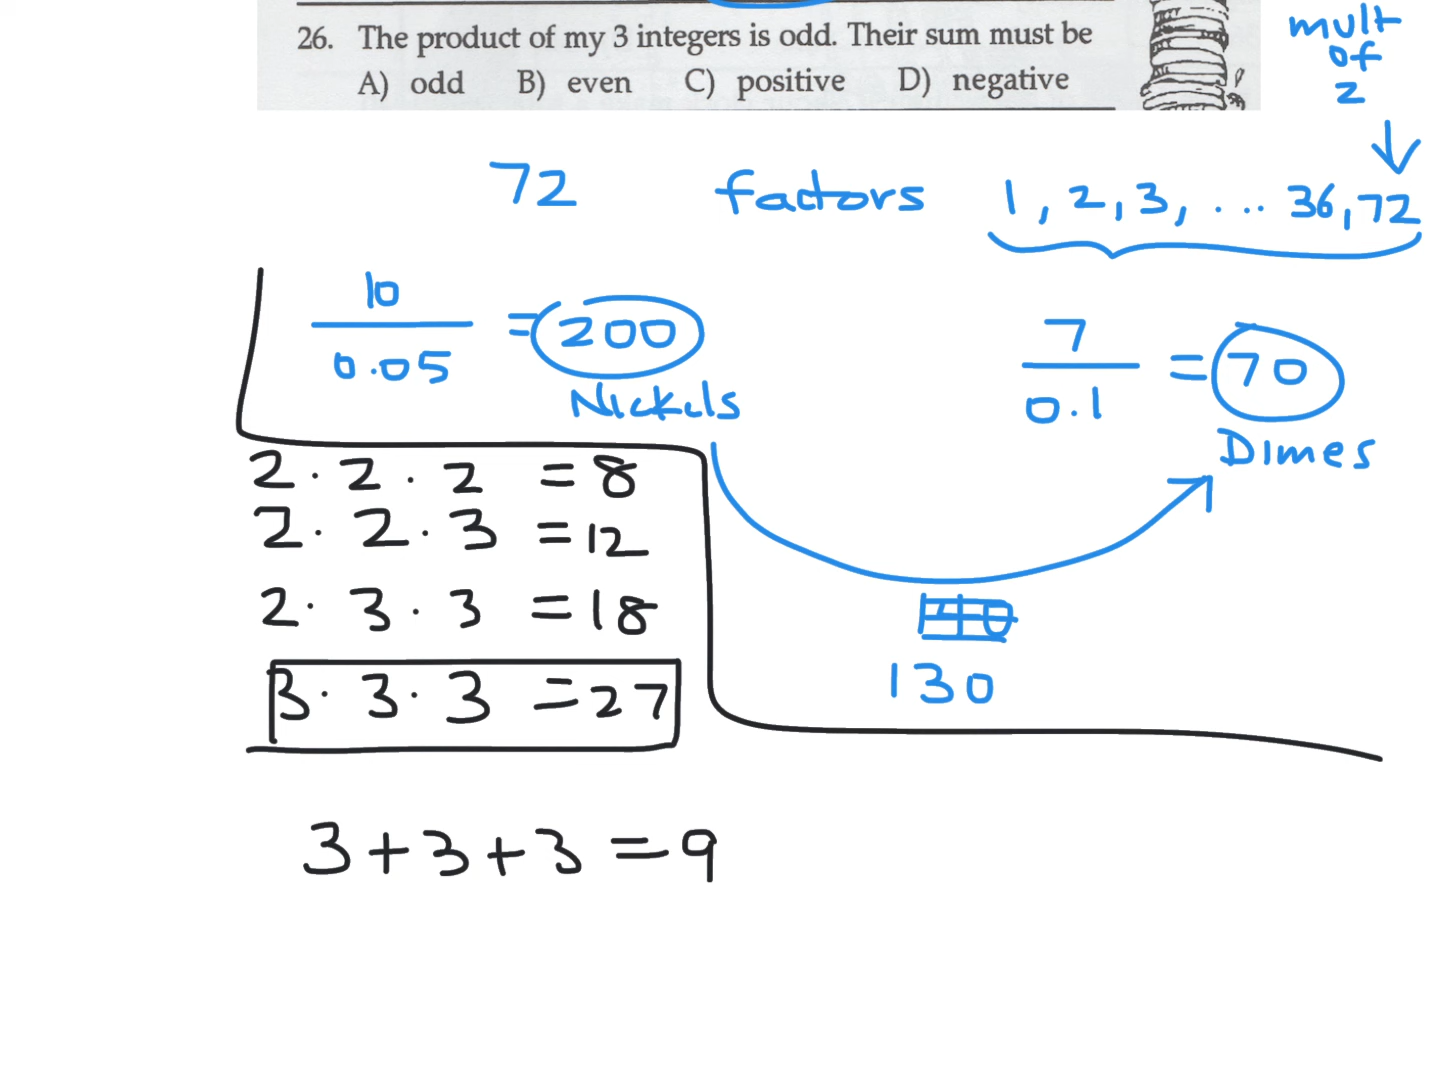 26. The product of my 3 integers is odd. Their sum must be
A) odd B) even C) positive D) negative
mult
of
2
72 factors 1, 2, 3, ... 36, 72
10
0.05
= 200
Nickels
7
0.1
= 70
Dimes
2 · 2 · 2 = 8
2 · 2 · 3 = 12
2 · 3 · 3 = 18
3 · 3 · 3 = 27
130
3 + 3 + 3 = 9